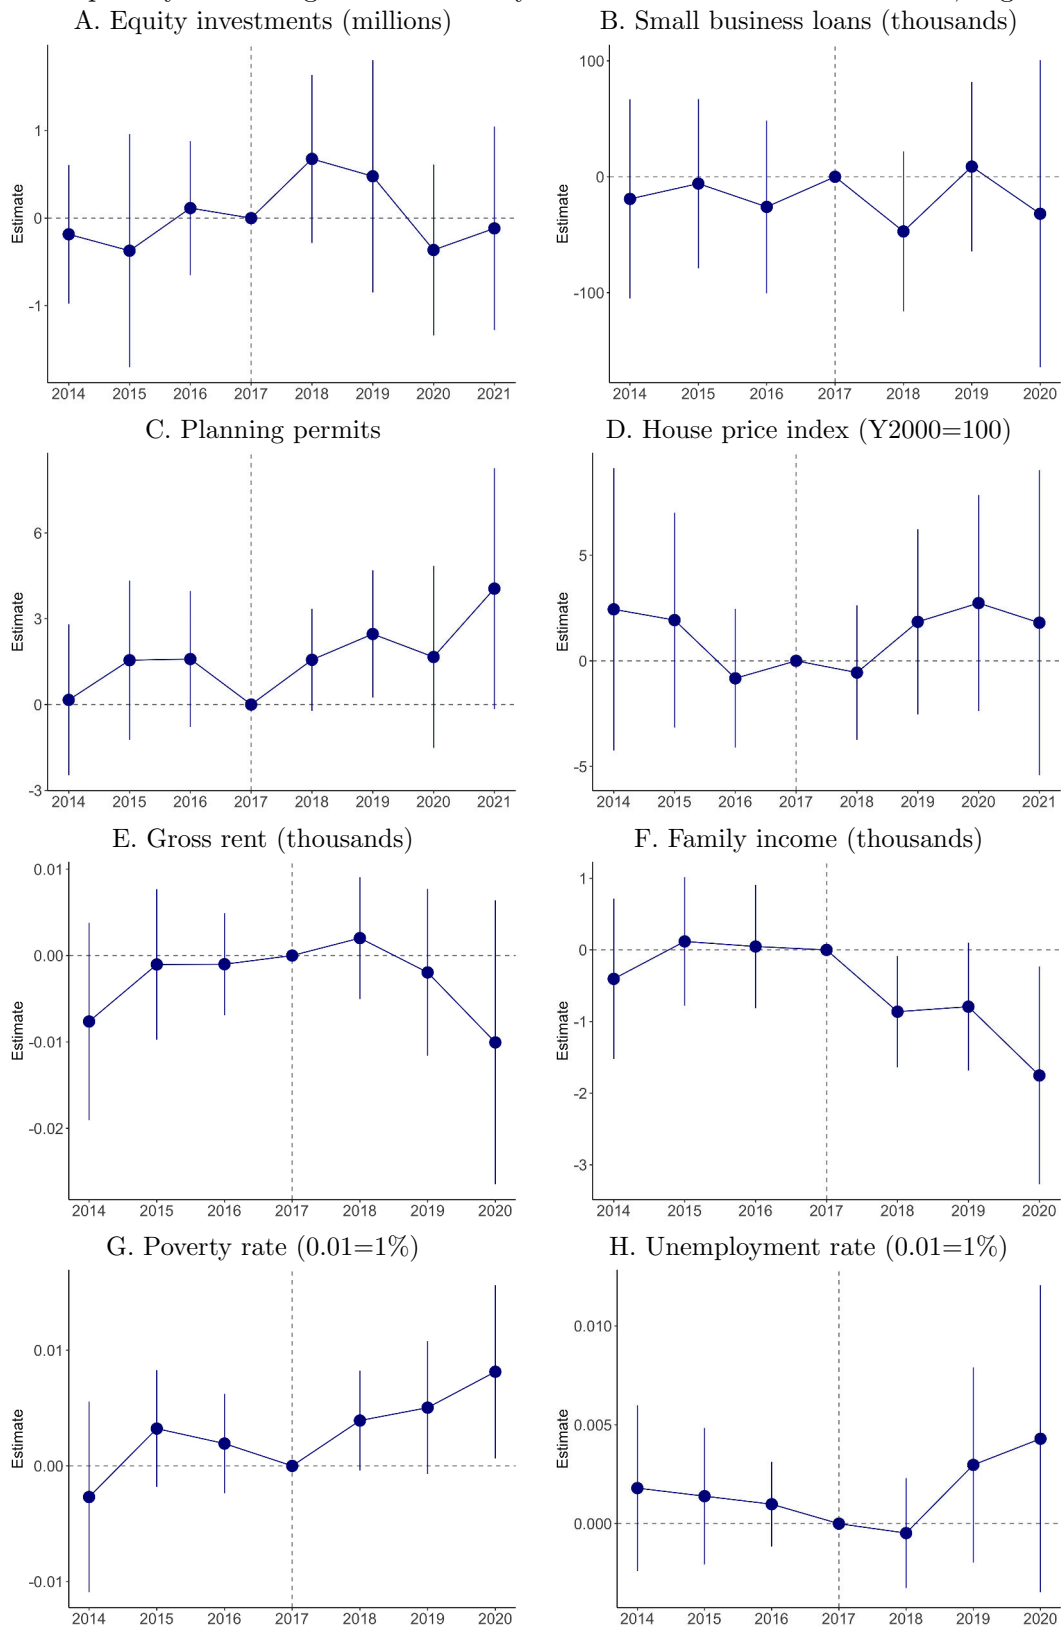 A. Equity investments (millions)
Estimate
1
0
-1
2014 2015 2016 2017 2018 2019 2020 2021
B. Small business loans (thousands)
Estimate
100
0
-100
2014 2015 2016 2017 2018 2019 2020
C. Planning permits
Estimate
6
3
0
-3
2014 2015 2016 2017 2018 2019 2020 2021
D. House price index (Y2000=100)
Estimate
5
0
-5
2014 2015 2016 2017 2018 2019 2020 2021
E. Gross rent (thousands)
Estimate
0.01
0.00
-0.01
-0.02
2014 2015 2016 2017 2018 2019 2020
F. Family income (thousands)
Estimate
1
0
-1
-2
-3
2014 2015 2016 2017 2018 2019 2020
G. Poverty rate (0.01=1%)
Estimate
0.01
0.00
-0.01
2014 2015 2016 2017 2018 2019 2020
H. Unemployment rate (0.01=1%)
Estimate
0.010
0.005
0.000
2014 2015 2016 2017 2018 2019 2020